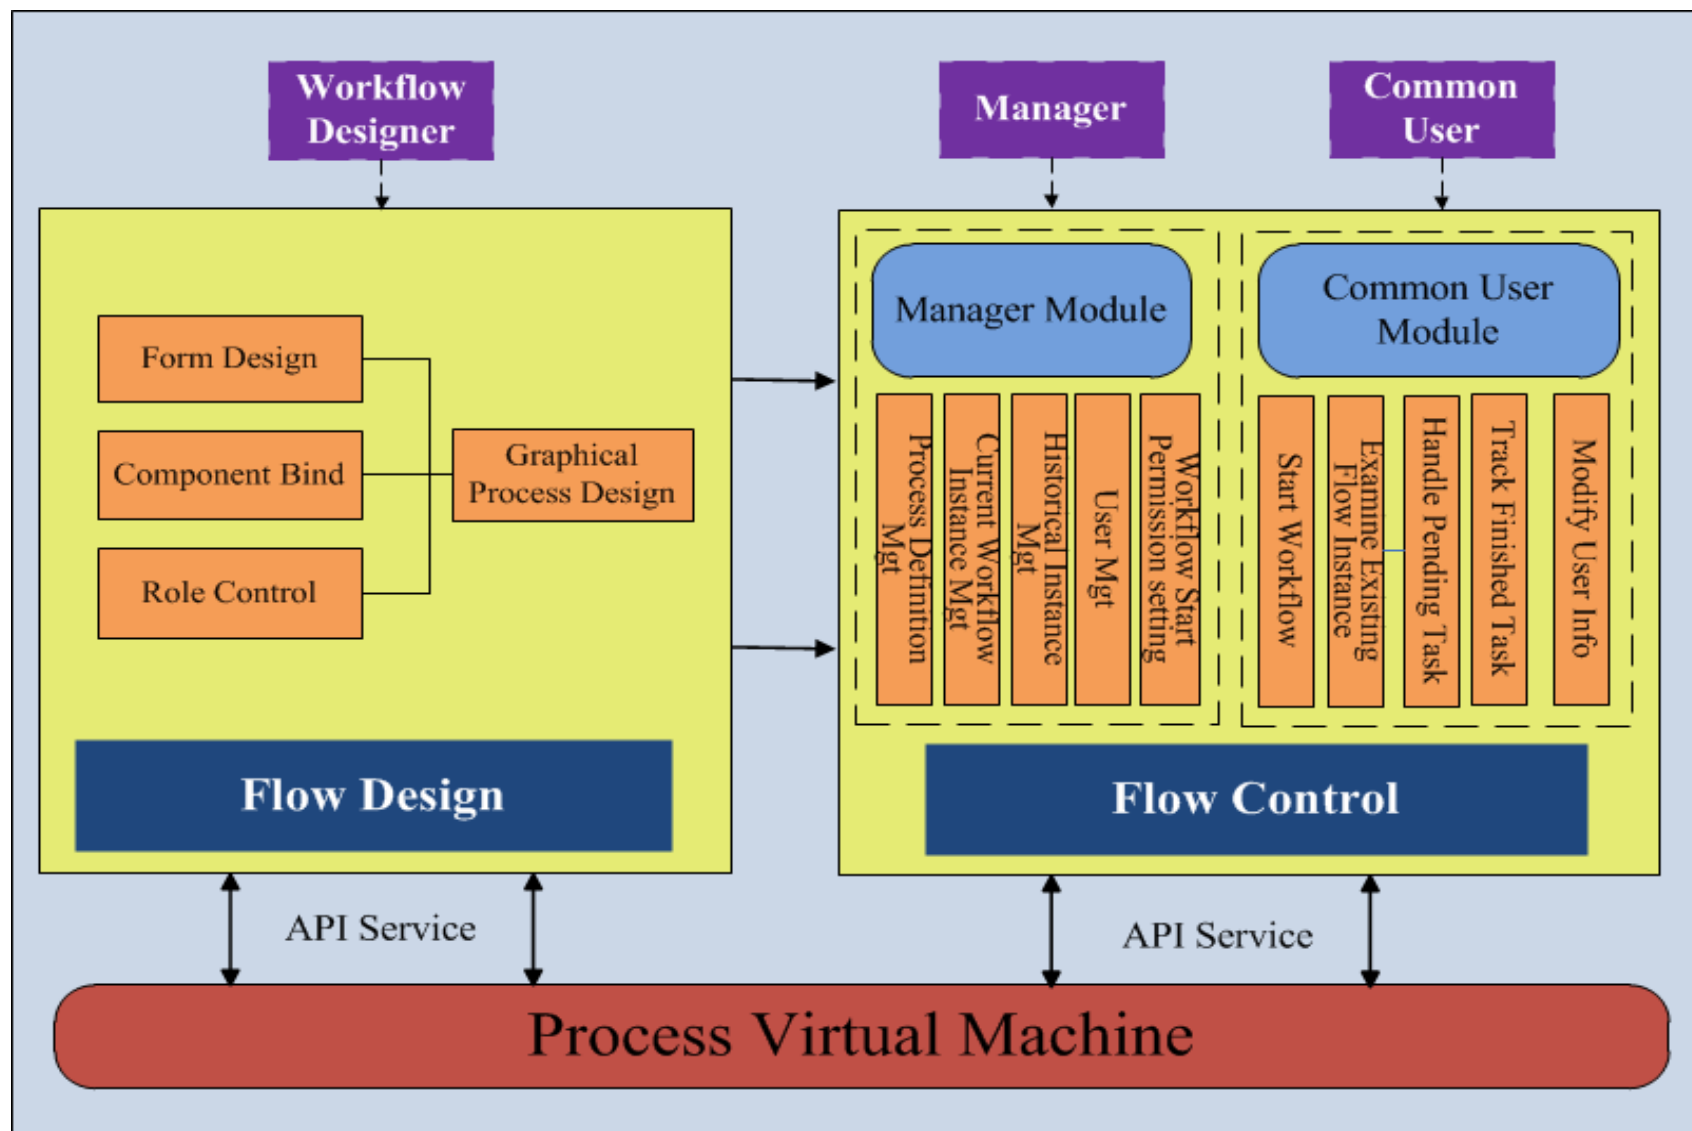 Workflow
Designer
Manager
Common
User
Form Design
Component Bind
Role Control
Graphical
Process Design
Flow Design
Manager Module
Process Definition
Mgt
Current Workflow
Instance Mgt
Historical Instance
Mgt
User Mgt
Workflow Start
Permission setting
Common User
Module
Start Workflow
Examine Existing
Flow Instance
Handle Pending Task
Track Finished Task
Modify User Info
Flow Control
API Service
API Service
Process Virtual Machine